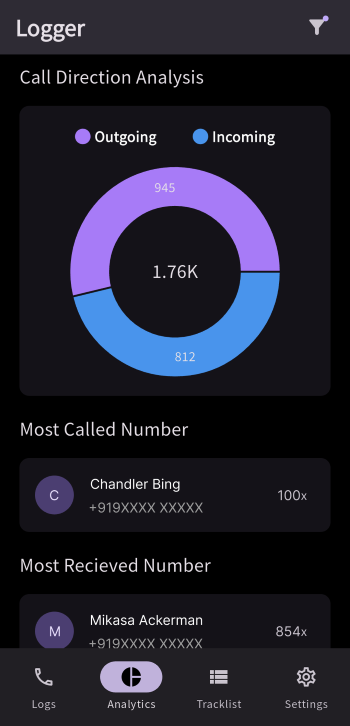 Logger
Call Direction Analysis
Outgoing Incoming
945
1.76K
812
Most Called Number
C
Chandler Bing
+919XXXX XXXXX
100x
Most Recieved Number
M
Mikasa Ackerman
+919XXXX XXXXX
854x
Logs Analytics Tracklist Settings